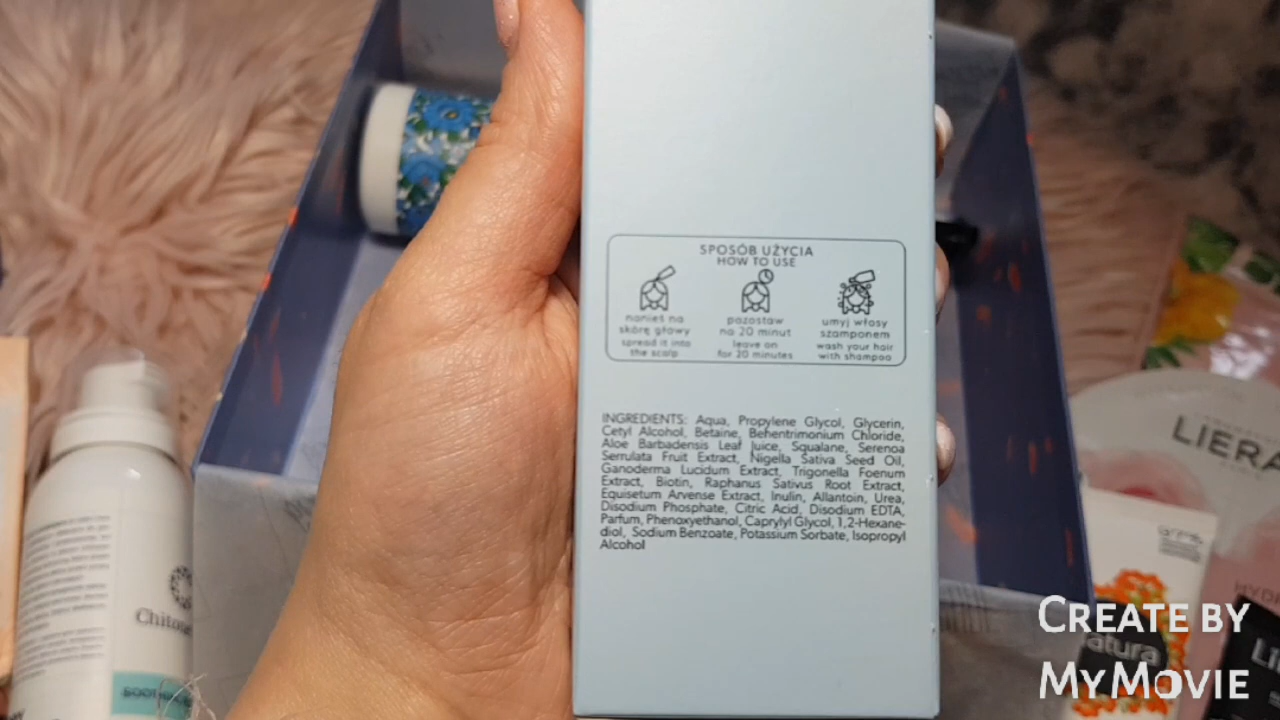 SPOSÓB UŻYCIA
HOW TO USE
nanieś na
skórę głowy
spread it into
the scalp
pozostaw
na 20 minut
leave on
for 20 minutes
umyj włosy
szamponem
wash your hair
with shampoo
INGREDIENTS: Aqua, Propylene Glycol, Glycerin,
Cetyl Alcohol, Betaine, Behentrimonium Chloride,
Aloe Barbadensis Leaf Juice, Squalane, Serenoa
Serrulata Fruit Extract, Nigella Sativa Seed Oil,
Ganoderma Lucidum Extract, Trigonella Foenum
Extract, Biotin, Raphanus Sativus Root Extract,
Equisetum Arvense Extract, Inulin, Allantoin, Urea,
Disodium Phosphate, Citric Acid, Disodium EDTA,
Parfum, Phenoxyethanol, Caprylyl Glycol, 1,2-Hexane-
diol, Sodium Benzoate, Potassium Sorbate, Isopropyl
Alcohol
LIERA
HYD
Li
atura
Chiton
SOOTH
CREATE BY
MYMOVIE